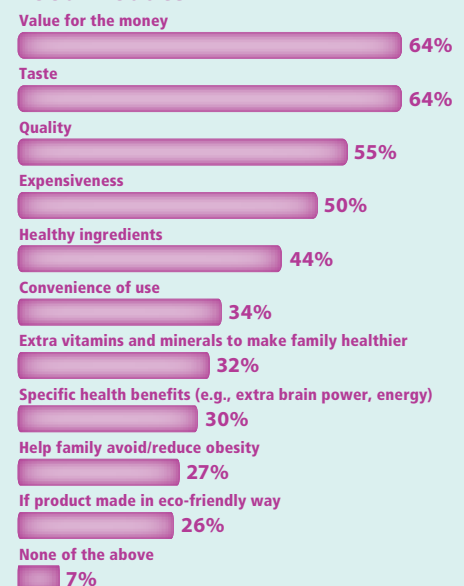 Value for the money
64%
Taste
64%
Quality
55%
Expensiveness
50%
Healthy ingredients
44%
Convenience of use
34%
Extra vitamins and minerals to make family healthier
32%
Specific health benefits (e.g., extra brain power, energy)
30%
Help family avoid/reduce obesity
27%
If product made in eco-friendly way
26%
None of the above
7%